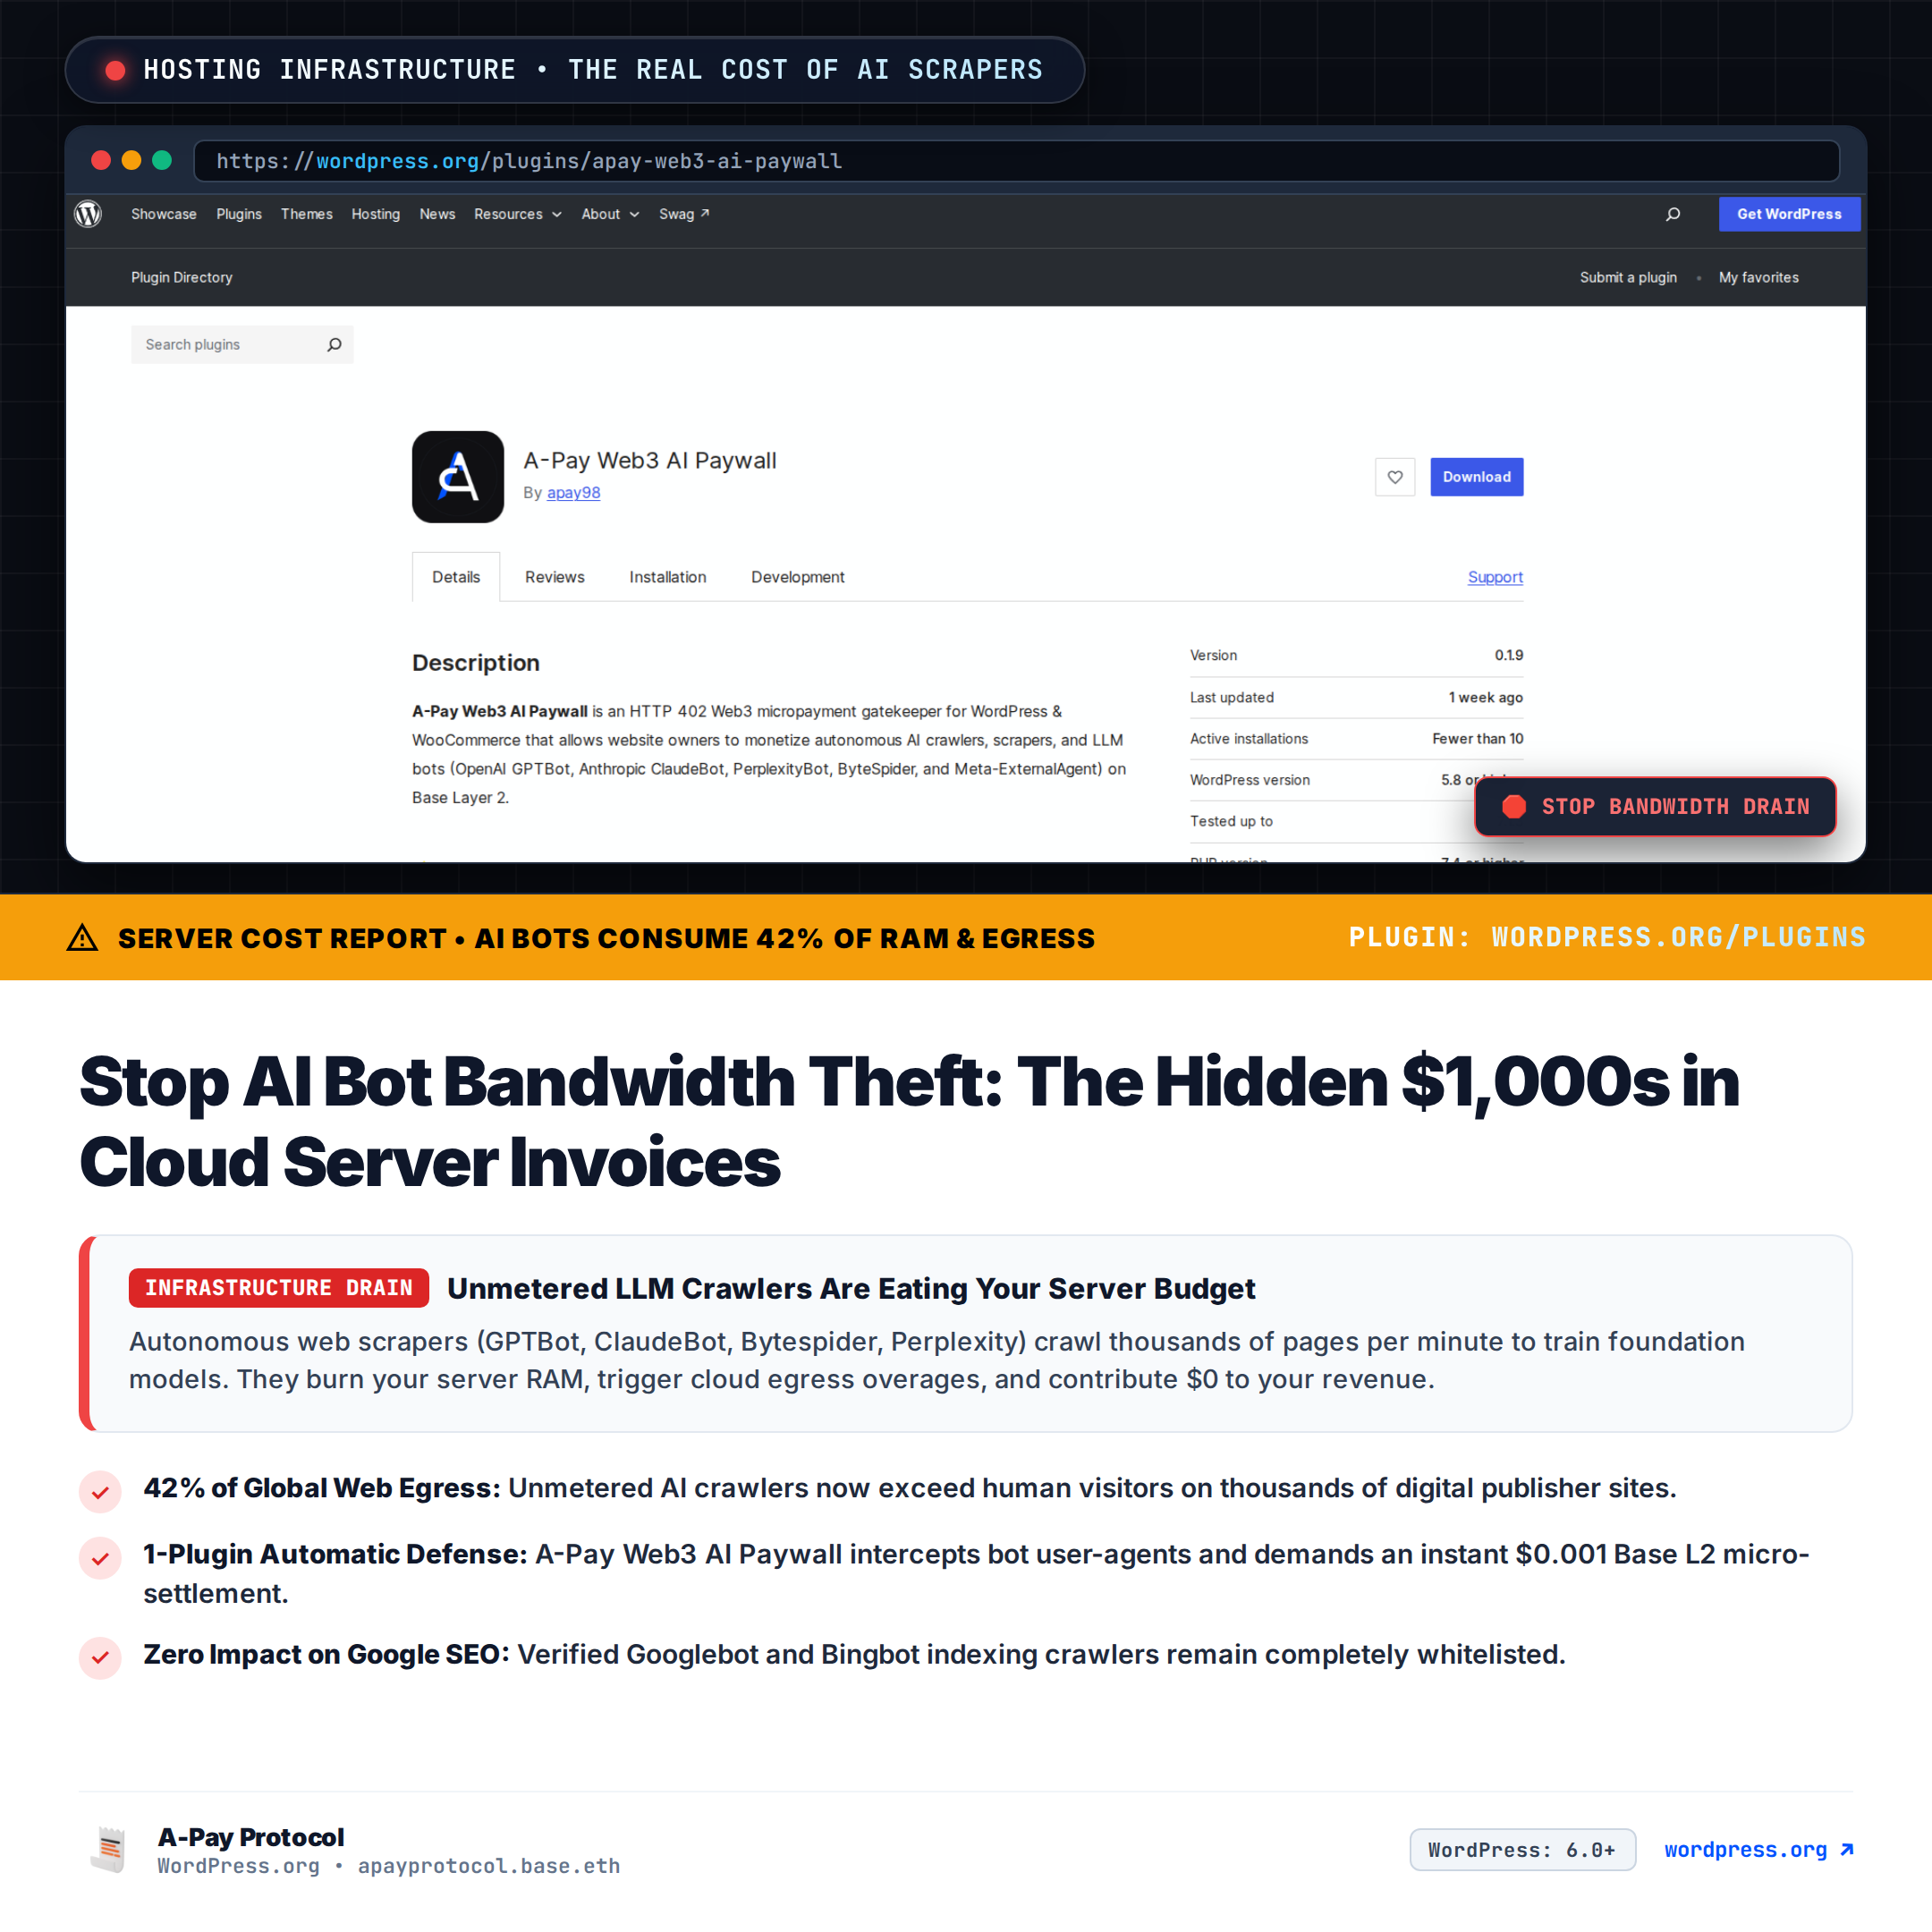 HOSTING INFRASTRUCTURE • THE REAL COST OF AI SCRAPERS
https://wordpress.org/plugins/apay-web3-ai-paywall
Showcase Plugins Themes Hosting News Resources About Swag ↗ Get WordPress
Plugin Directory Submit a plugin • My favorites
Search plugins
A-Pay Web3 AI Paywall
By apay98
Download
Details Reviews Installation Development Support
Description
A-Pay Web3 AI Paywall is an HTTP 402 Web3 micropayment gatekeeper for WordPress &
WooCommerce that allows website owners to monetize autonomous AI crawlers, scrapers, and LLM
bots (OpenAI GPTBot, Anthropic ClaudeBot, PerplexityBot, ByteSpider, and Meta-ExternalAgent) on
Base Layer 2.
Version 0.1.9
Last updated 1 week ago
Active installations Fewer than 10
WordPress version 5.8 or
Tested up to
PHP version 7.4 or higher
STOP BANDWIDTH DRAIN
SERVER COST REPORT • AI BOTS CONSUME 42% OF RAM & EGRESS
PLUGIN: WORDPRESS.ORG/PLUGINS
Stop AI Bot Bandwidth Theft: The Hidden $1,000s in
Cloud Server Invoices
INFRASTRUCTURE DRAIN Unmetered LLM Crawlers Are Eating Your Server Budget
Autonomous web scrapers (GPTBot, ClaudeBot, Bytespider, Perplexity) crawl thousands of pages per minute to train foundation
models. They burn your server RAM, trigger cloud egress overages, and contribute $0 to your revenue.
42% of Global Web Egress: Unmetered AI crawlers now exceed human visitors on thousands of digital publisher sites.
1-Plugin Automatic Defense: A-Pay Web3 AI Paywall intercepts bot user-agents and demands an instant $0.001 Base L2 micro-
settlement.
Zero Impact on Google SEO: Verified Googlebot and Bingbot indexing crawlers remain completely whitelisted.
A-Pay Protocol
WordPress.org • apayprotocol.base.eth
WordPress: 6.0+
wordpress.org ↗